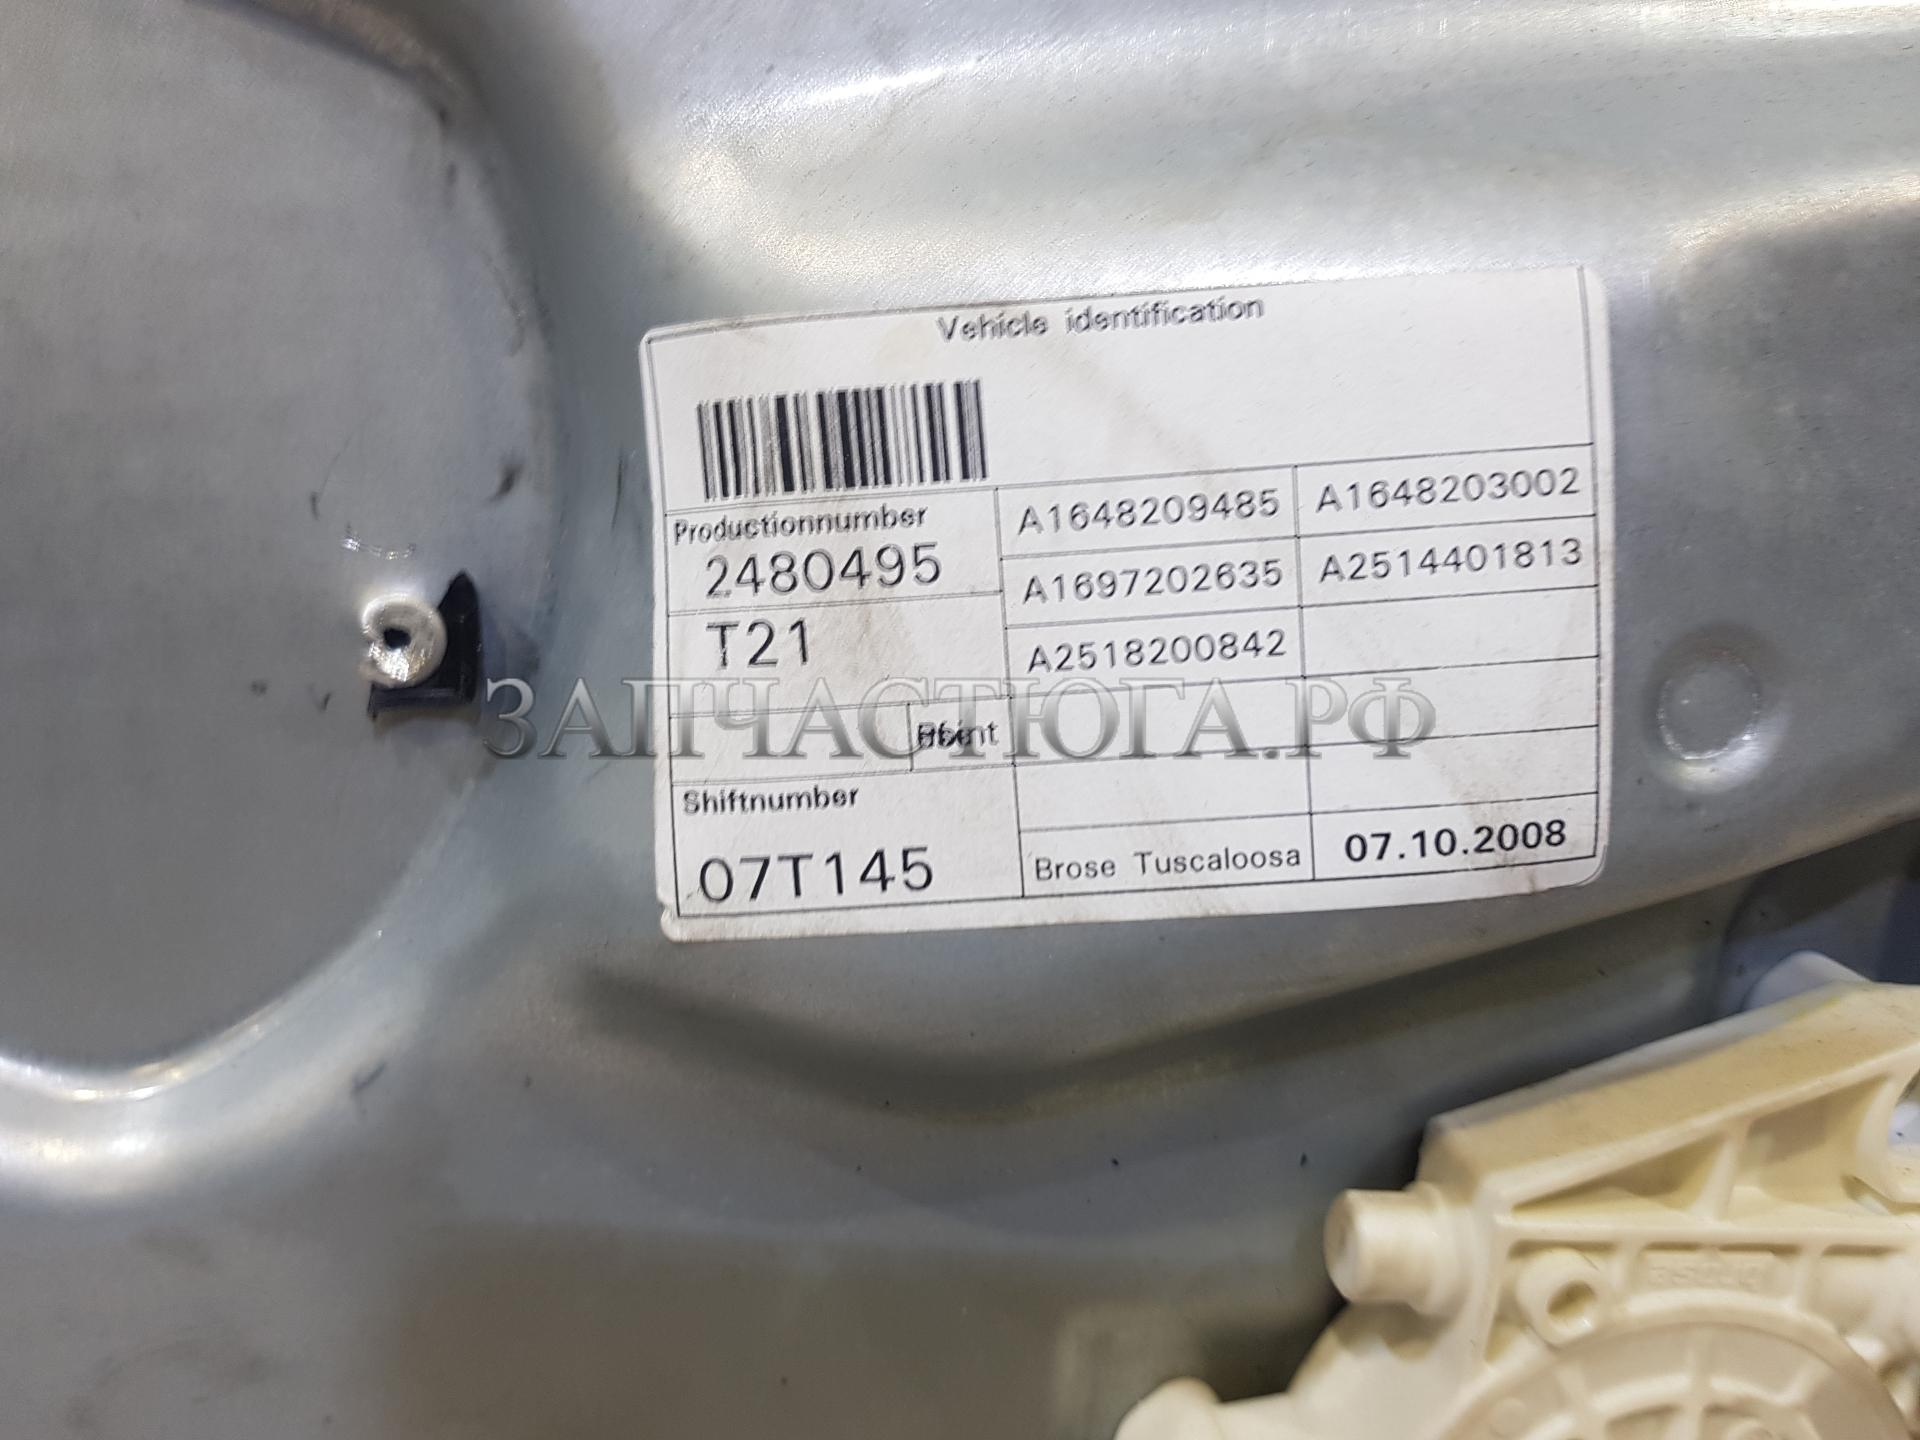 Vehicle identification
Productionnumber
2480495
T21
Shiftnumber
07T145
A1648209485 A1648203002
A1697202635 A2514401813
A2518200842
Brose Tuscaloosa 07.10.2008
ЗАПЧАСТЮГА.РФ